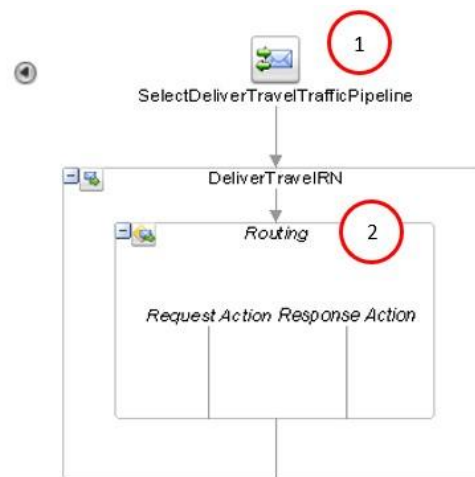 1
SelectDeliverTravelTrafficPipeline
DeliverTravelRN
Routing
2
Request Action Response Action